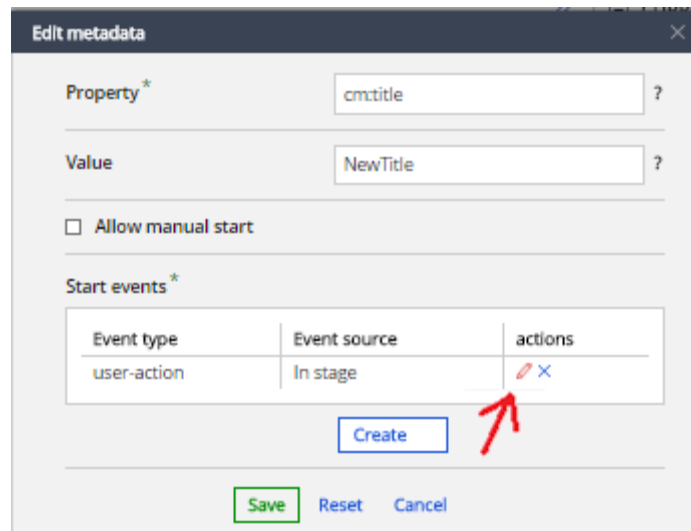 Edit metadata
Property* cm:title ?
Value NewTitle ?
Allow manual start
Start events*
Event type Event source actions
user-action In stage
Create
Save Reset Cancel